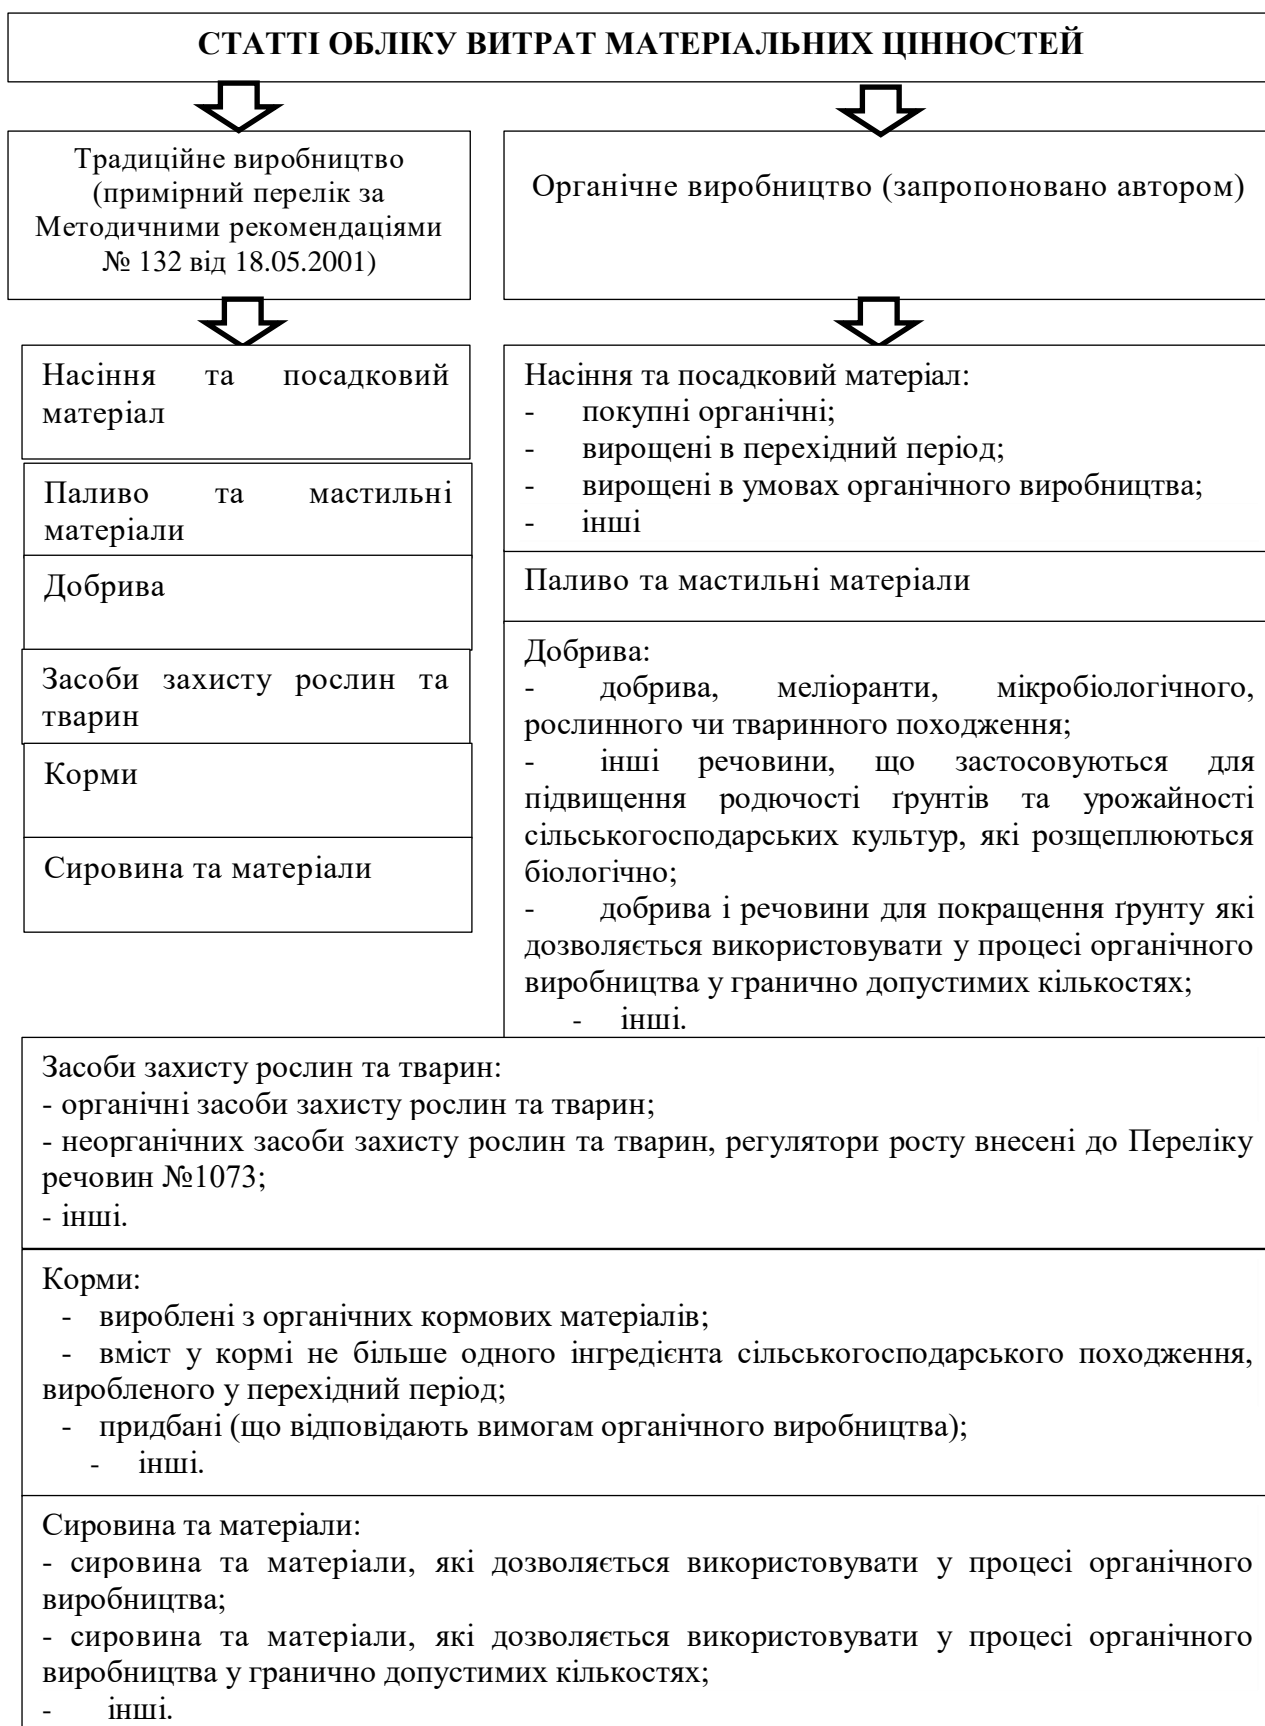 СТАТТІ ОБЛІКУ ВИТРАТ МАТЕРІАЛЬНИХ ЦІННОСТЕЙ
Традиційне виробництво
(примірний перелік за
Методичними рекомендаціями
№ 132 від 18.05.2001)
Органічне виробництво (запропоновано автором)
Насіння та посадковий
матеріал
Паливо та мастильні
матеріали
Добрива
Засоби захисту рослин та
тварин
Корми
Сировина та матеріали
Насіння та посадковий матеріал:
- покупні органічні;
- вирощені в перехідний період;
- вирощені в умовах органічного виробництва;
- інші
Паливо та мастильні матеріали
Добрива:
- добрива, меліоранти, мікробіологічного,
рослинного чи тваринного походження;
- інші речовини, що застосовуються для
підвищення родючості ґрунтів та урожайності
сільськогосподарських культур, які розщеплюються
біологічно;
- добрива і речовини для покращення ґрунту які
дозволяється використовувати у процесі органічного
виробництва у гранично допустимих кількостях;
- інші.
Засоби захисту рослин та тварин:
- органічні засоби захисту рослин та тварин;
- неорганічних засоби захисту рослин та тварин, регулятори росту внесені до Переліку
речовин №1073;
- інші.
Корми:
- вироблені з органічних кормових матеріалів;
- вміст у кормі не більше одного інгредієнта сільськогосподарського походження,
виробленого у перехідний період;
- придбані (що відповідають вимогам органічного виробництва);
- інші.
Сировина та матеріали:
- сировина та матеріали, які дозволяється використовувати у процесі органічного
виробництва;
- сировина та матеріали, які дозволяється використовувати у процесі органічного
виробництва у гранично допустимих кількостях;
- інші.